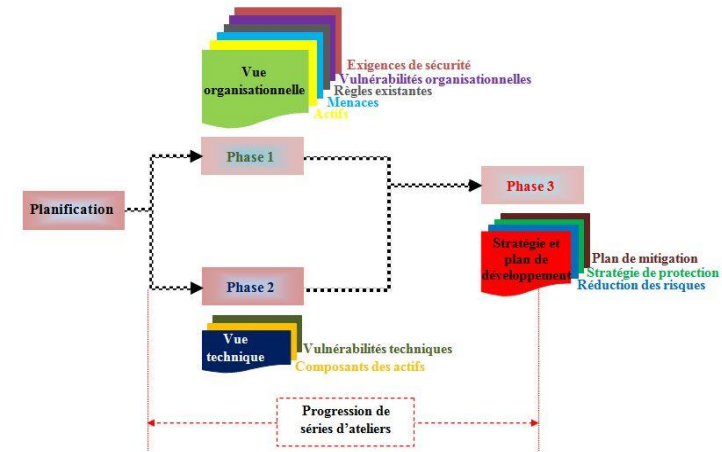 Vue
organisationnelle
Exigences de sécurité
Vulnérabilités organisationnelles
Règles existantes
Menaces
Actifs
Phase 1
Planification
Phase 3
Stratégie et
plan de
développement
Plan de mitigation
Stratégie de protection
Réduction des risques
Phase 2
Vue
technique
Vulnérabilités techniques
Composants des actifs
Progression de
séries d'ateliers